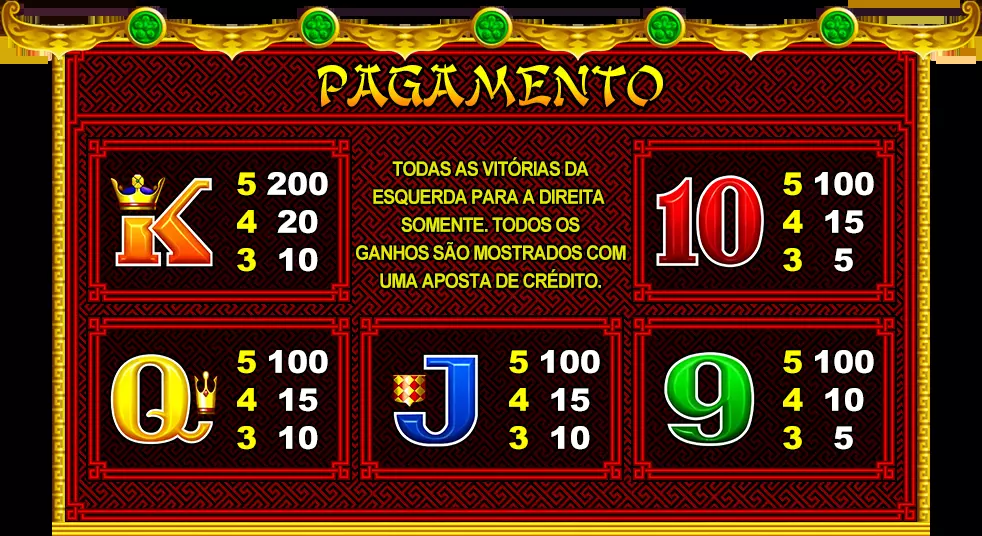 PAGAMENTO
K
5 200
4 20
3 10
TODAS AS VITÓRIAS DA
ESQUERDA PARA A DIREITA
SOMENTE. TODOS OS
GANHOS SÃO MOSTRADOS COM
UMA APOSTA DE CRÉDITO.
10
5 100
4 15
3 5
Q
5 100
4 15
3 10
J
5 100
4 15
3 10
9
5 100
4 10
3 5